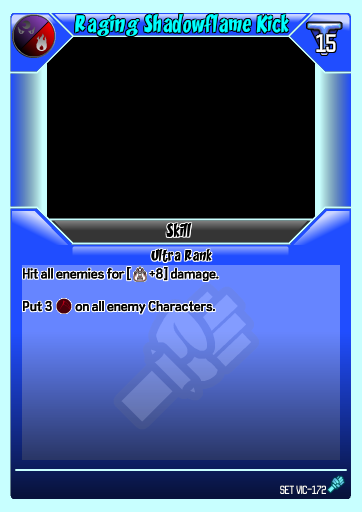 Raging Shadowflame Kick
15
Skill
Ultra Rank
Hit all enemies for [ +8] damage.
Put 3 on all enemy Characters.
SET VIC-172